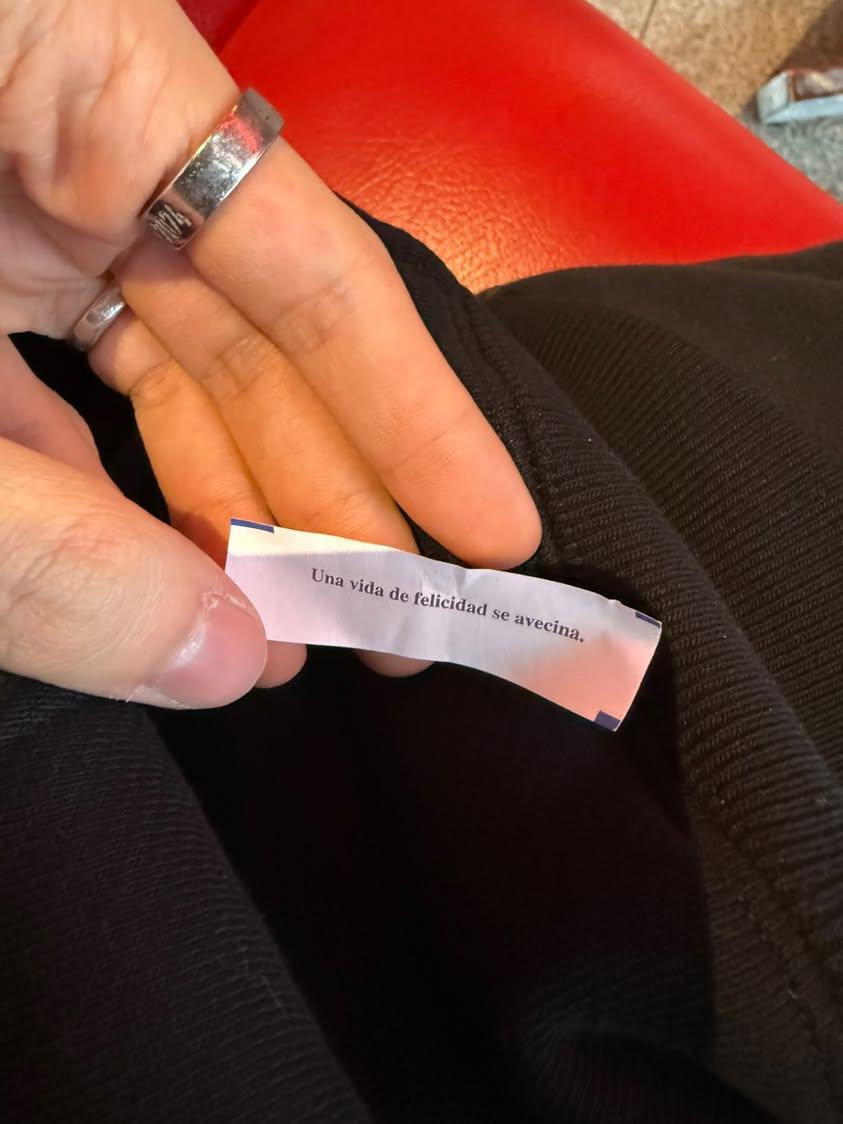 Una vida de felicidad se avecina.